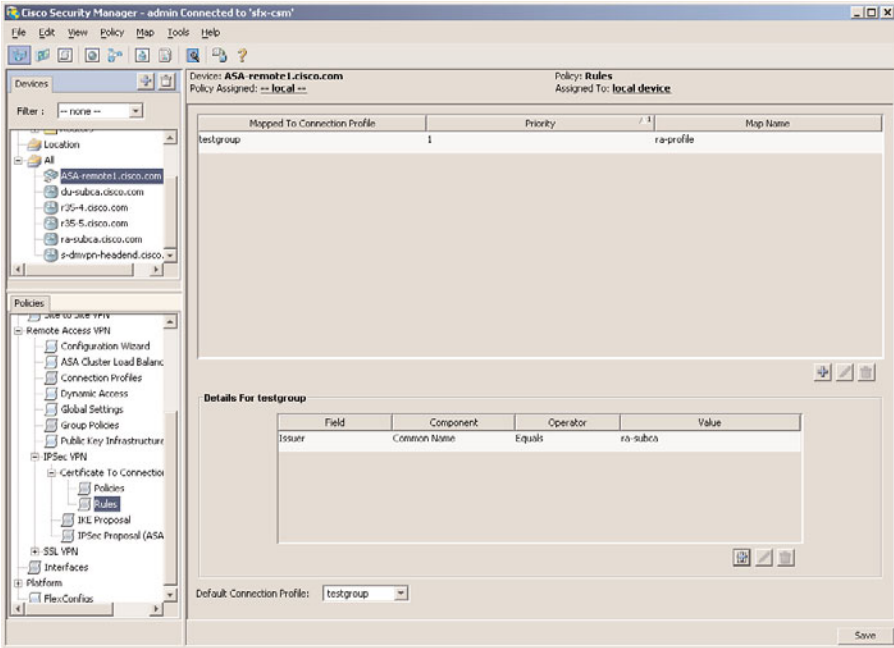 Cisco Security Manager - admin Connected to 'sfx-csm'
File Edit View Policy Map Tools Help
Devices
Filter : -- none --
Location
All
ASA-remote1.cisco.com
du-subca.cisco.com
r35-4.cisco.com
r35-5.cisco.com
ra-subca.cisco.com
s-dmvpn-headend.cisco.
Policies
Site to Site VPN
Remote Access VPN
Configuration Wizard
ASA Cluster Load Balanc
Connection Profiles
Dynamic Access
Global Settings
Group Policies
Public Key Infrastructure
IPSec VPN
Certificate To Connection
Policies
Rules
IKE Proposal
IPSec Proposal (ASA
SSL VPN
Interfaces
Platform
FlexConfigs
Device: ASA-remote1.cisco.com Policy: Rules
Policy Assigned: -- local -- Assigned To: local device
Mapped To Connection Profile Priority / 1 Map Name
testgroup 1 ra-profile
Details For testgroup
Field Component Operator Value
Issuer Common Name Equals ra-subca
Default Connection Profile: testgroup
Save